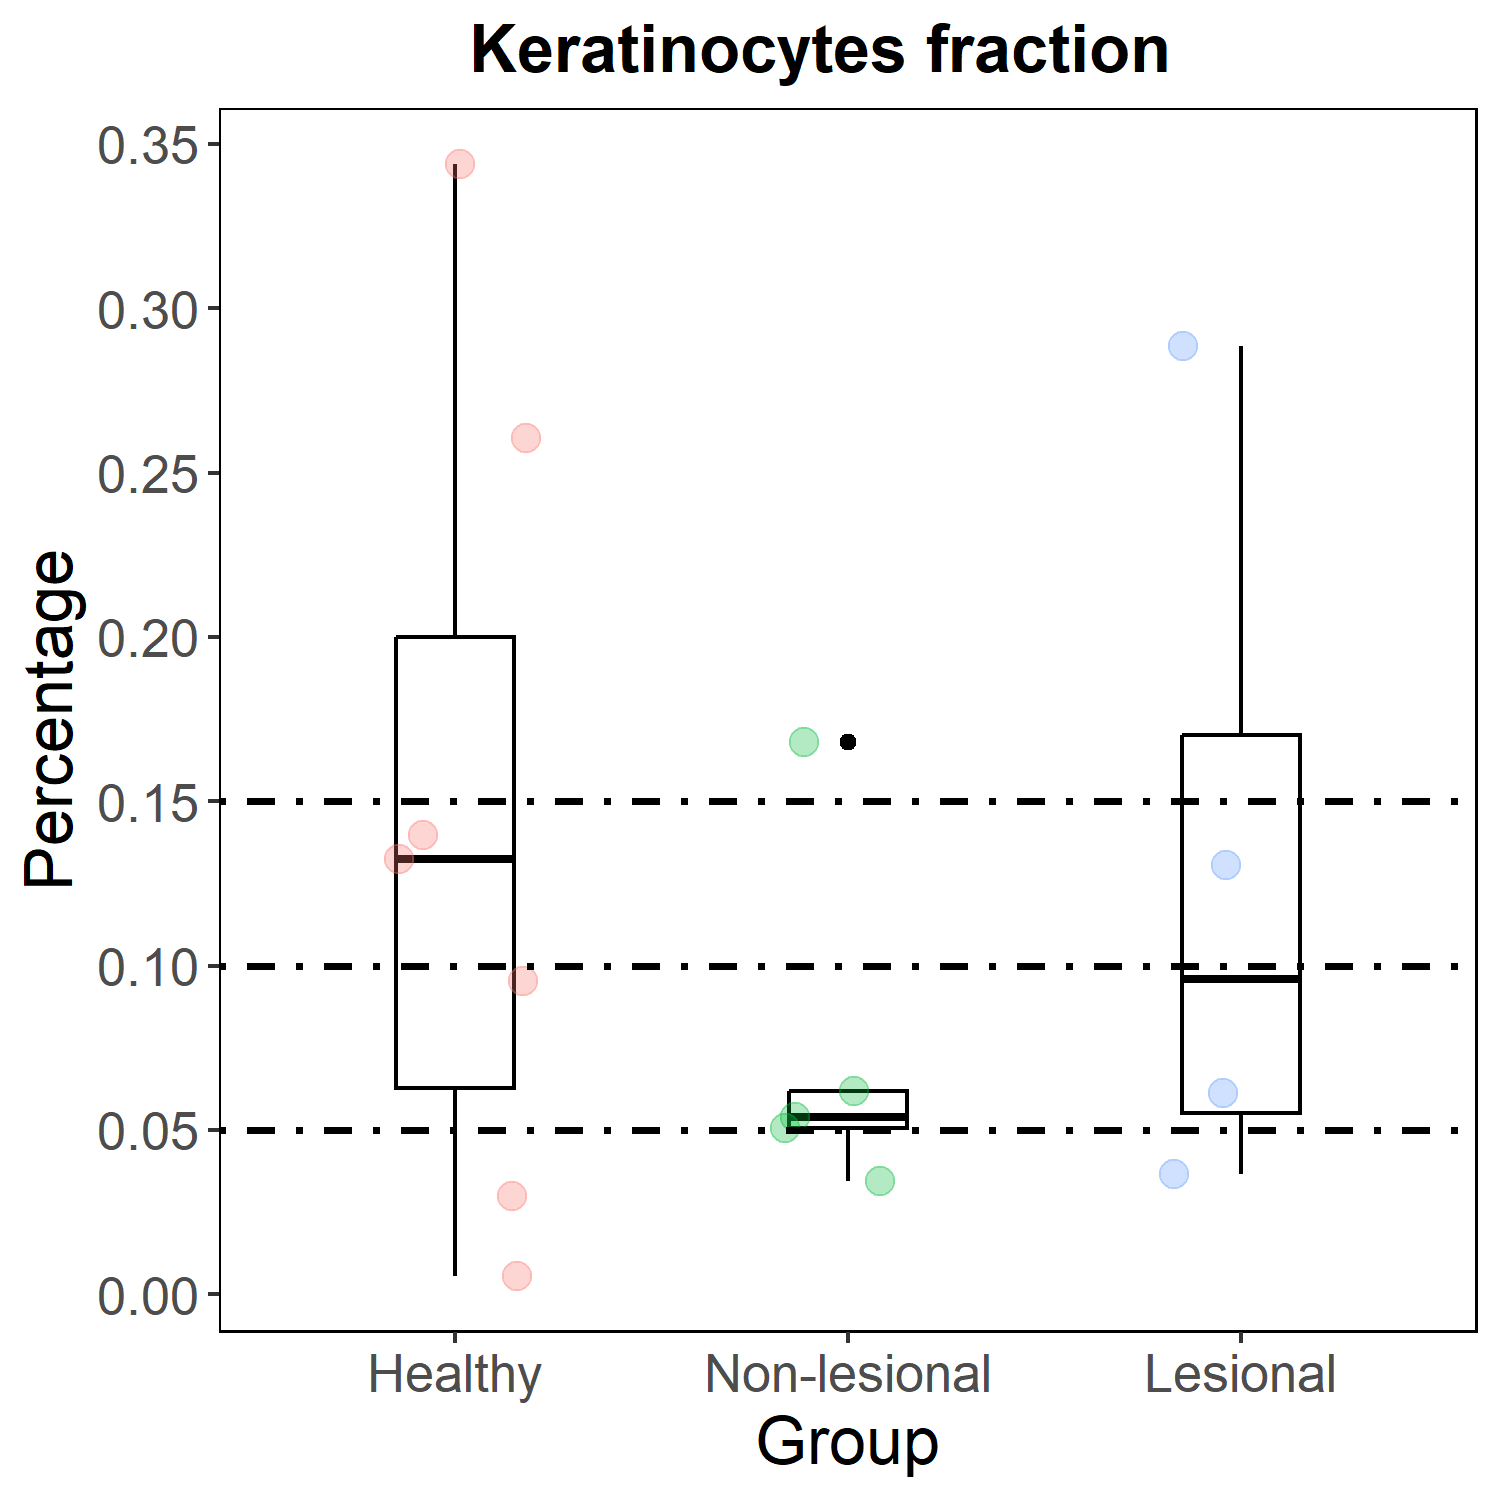 Keratinocytes fraction
Percentage
0.35
0.30
0.25
0.20
0.15
0.10
0.05
0.00
Healthy Non-lesional Lesional
Group